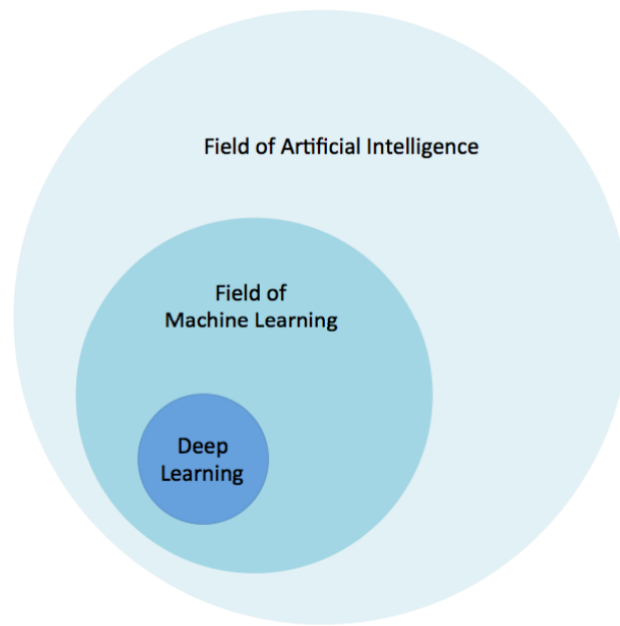 Field of Artificial Intelligence
Field of
Machine Learning
Deep
Learning